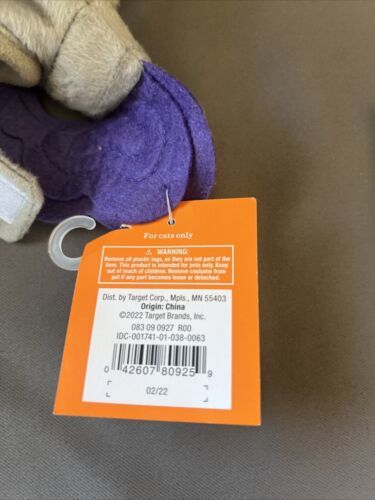 For cats only
⚠ WARNING:
Remove all plastic tags, as they are not part of the
item. This product is intended for pets only. Keep
out of reach of children. Remove costume from
pet if any part becomes loose or detached.
Dist. by Target Corp., Mpls., MN 55403
Origin: China
©2022 Target Brands, Inc.
083 09 0927 R00
IDC-001741-01-038-0063
0 42607 80925 9
02/22